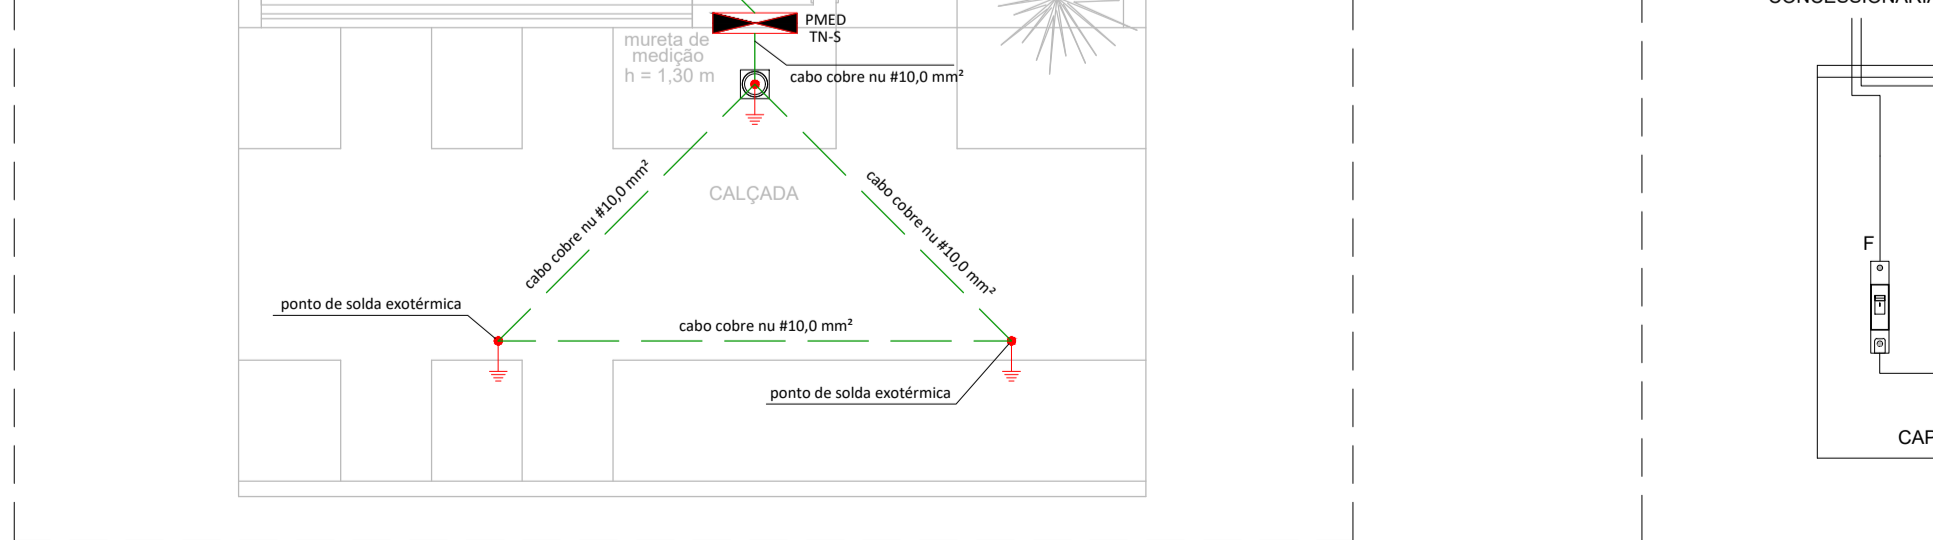 PMED
TN-S
mureta de
medição
h = 1,30 m
cabo cobre nu #10,0 mm²
cabo cobre nu #10,0 mm²
cabo cobre nu #10,0 mm²
CALÇADA
ponto de solda exotérmica
cabo cobre nu #10,0 mm²
ponto de solda exotérmica
F